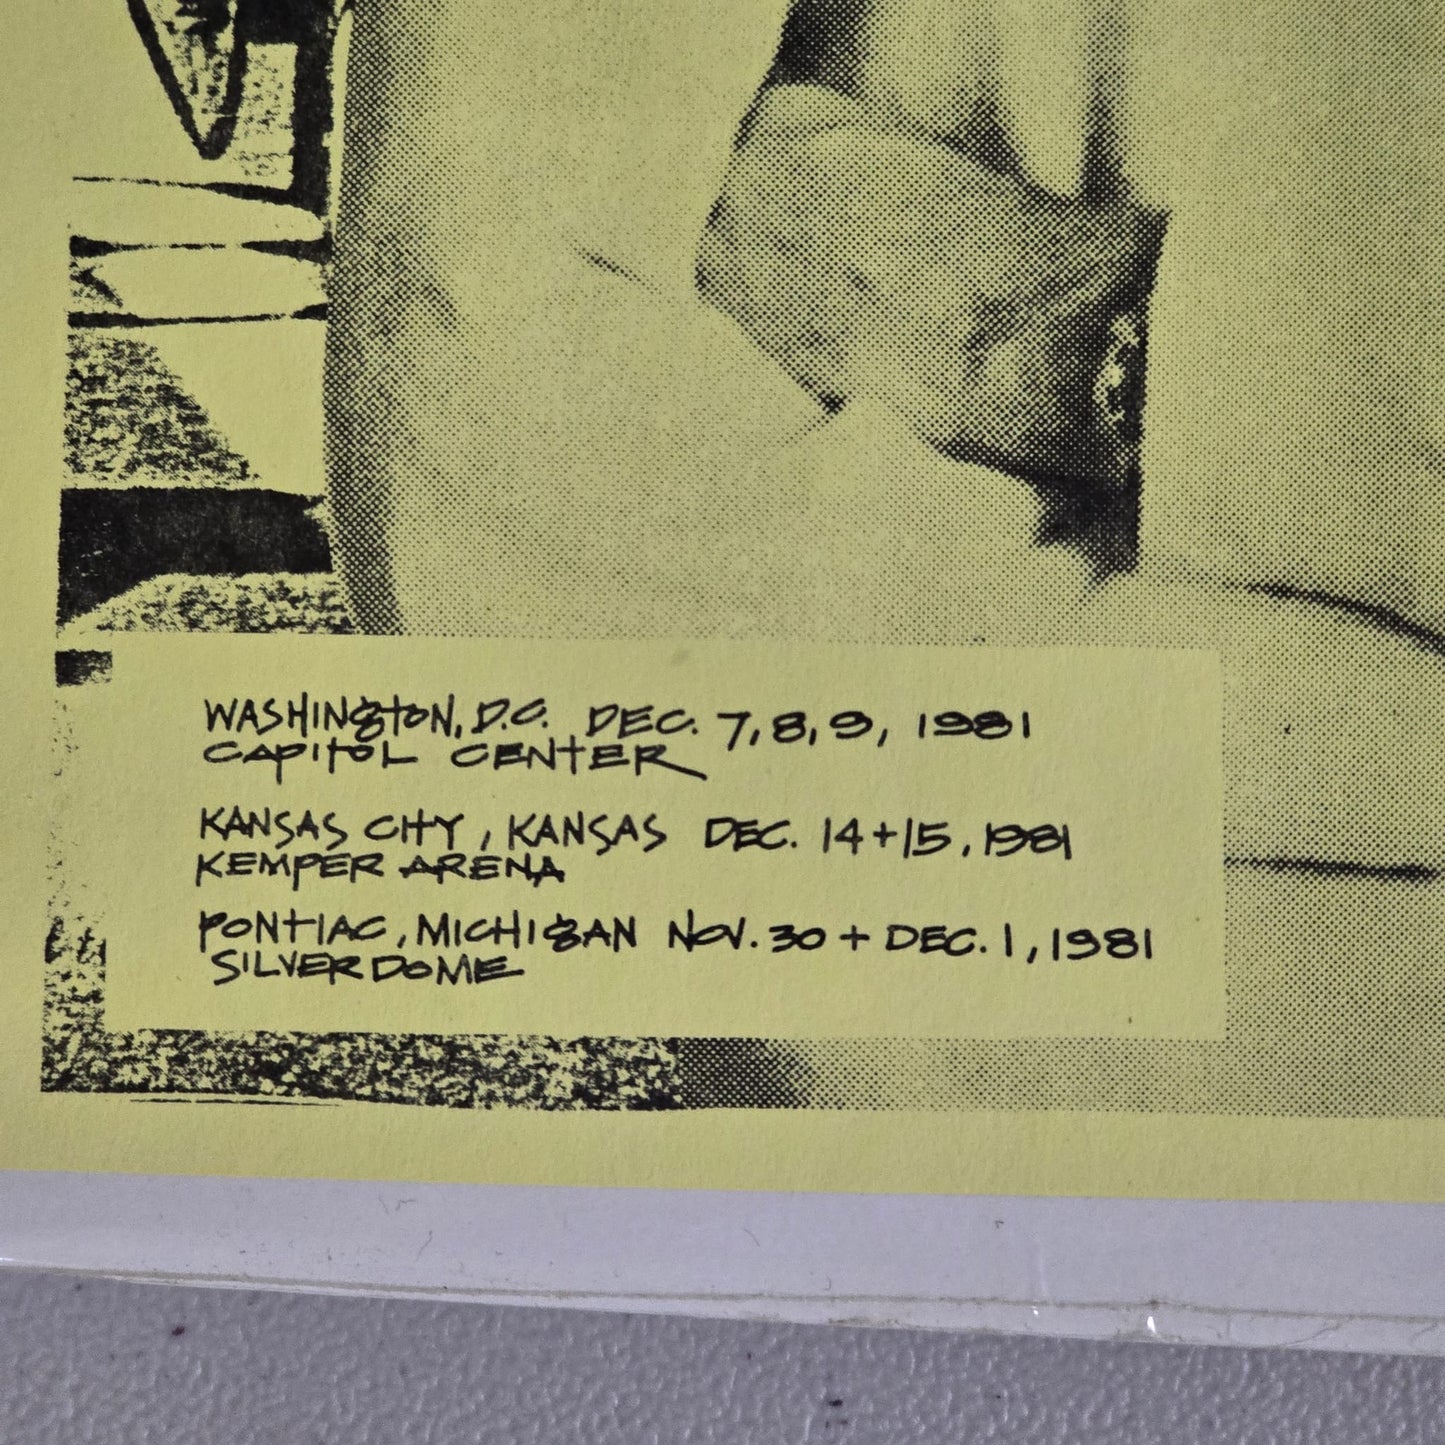 WASHINGTON, D.C. DEC. 7, 8, 9, 1981
CAPITOL CENTER
KANSAS CITY, KANSAS DEC. 14 + 15, 1981
KEMPER ARENA
PONTIAC, MICHIGAN NOV. 30 + DEC. 1, 1981
SILVERDOME